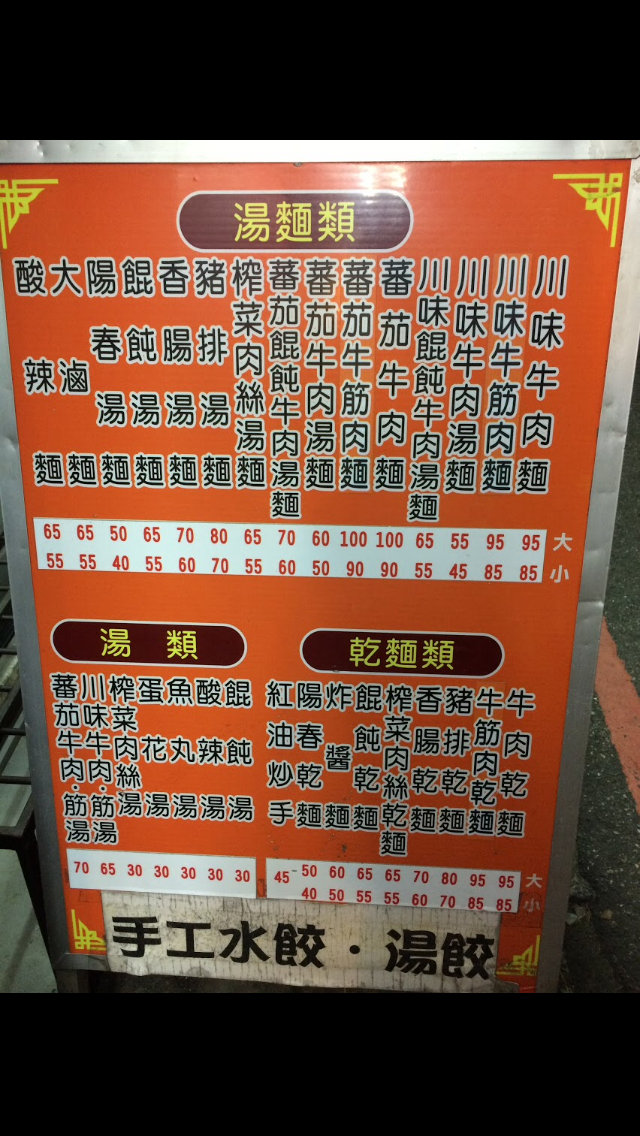 湯麵類
川味牛肉麵
川味牛筋肉麵
川味牛肉湯麵
川味餛飩牛肉湯麵
蕃茄牛肉麵
蕃茄牛筋肉麵
蕃茄牛肉湯麵
蕃茄餛飩牛肉湯麵
榨菜肉絲湯麵
豬排湯麵
香腸湯麵
餛飩湯麵
陽春湯麵
大滷麵
酸辣麵
65 65 50 65 70 80 65 70 60 100 100 65 55 95 95 大
55 55 40 55 60 70 55 60 50 90 90 55 45 85 85 小
乾麵類
牛肉乾麵
牛筋肉乾麵
豬排乾麵
香腸乾麵
榨菜肉絲乾麵
餛飩乾麵
炸醬麵
陽春乾麵
紅油炒手
45 - 50 60 65 65 70 80 95 95 大
40 50 55 55 60 70 85 85 小
湯類
餛飩湯
酸辣湯
魚丸湯
蛋花湯
榨菜肉絲湯
川味牛肉·筋湯
蕃茄牛肉·筋湯
70 65 30 30 30 30 30
手工水餃·湯餃